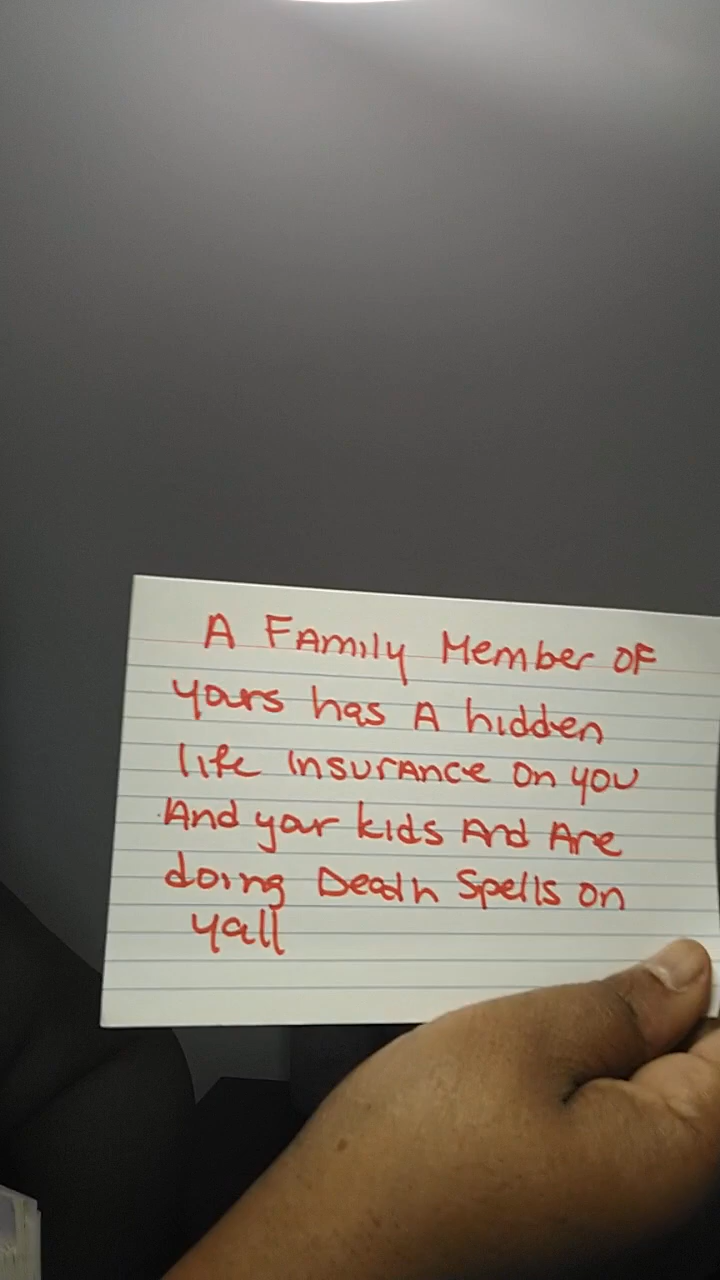 A FAMily Member OF
yours has A hidden
life insurance on you
And your kids And Are
doing Death Spells on
yall